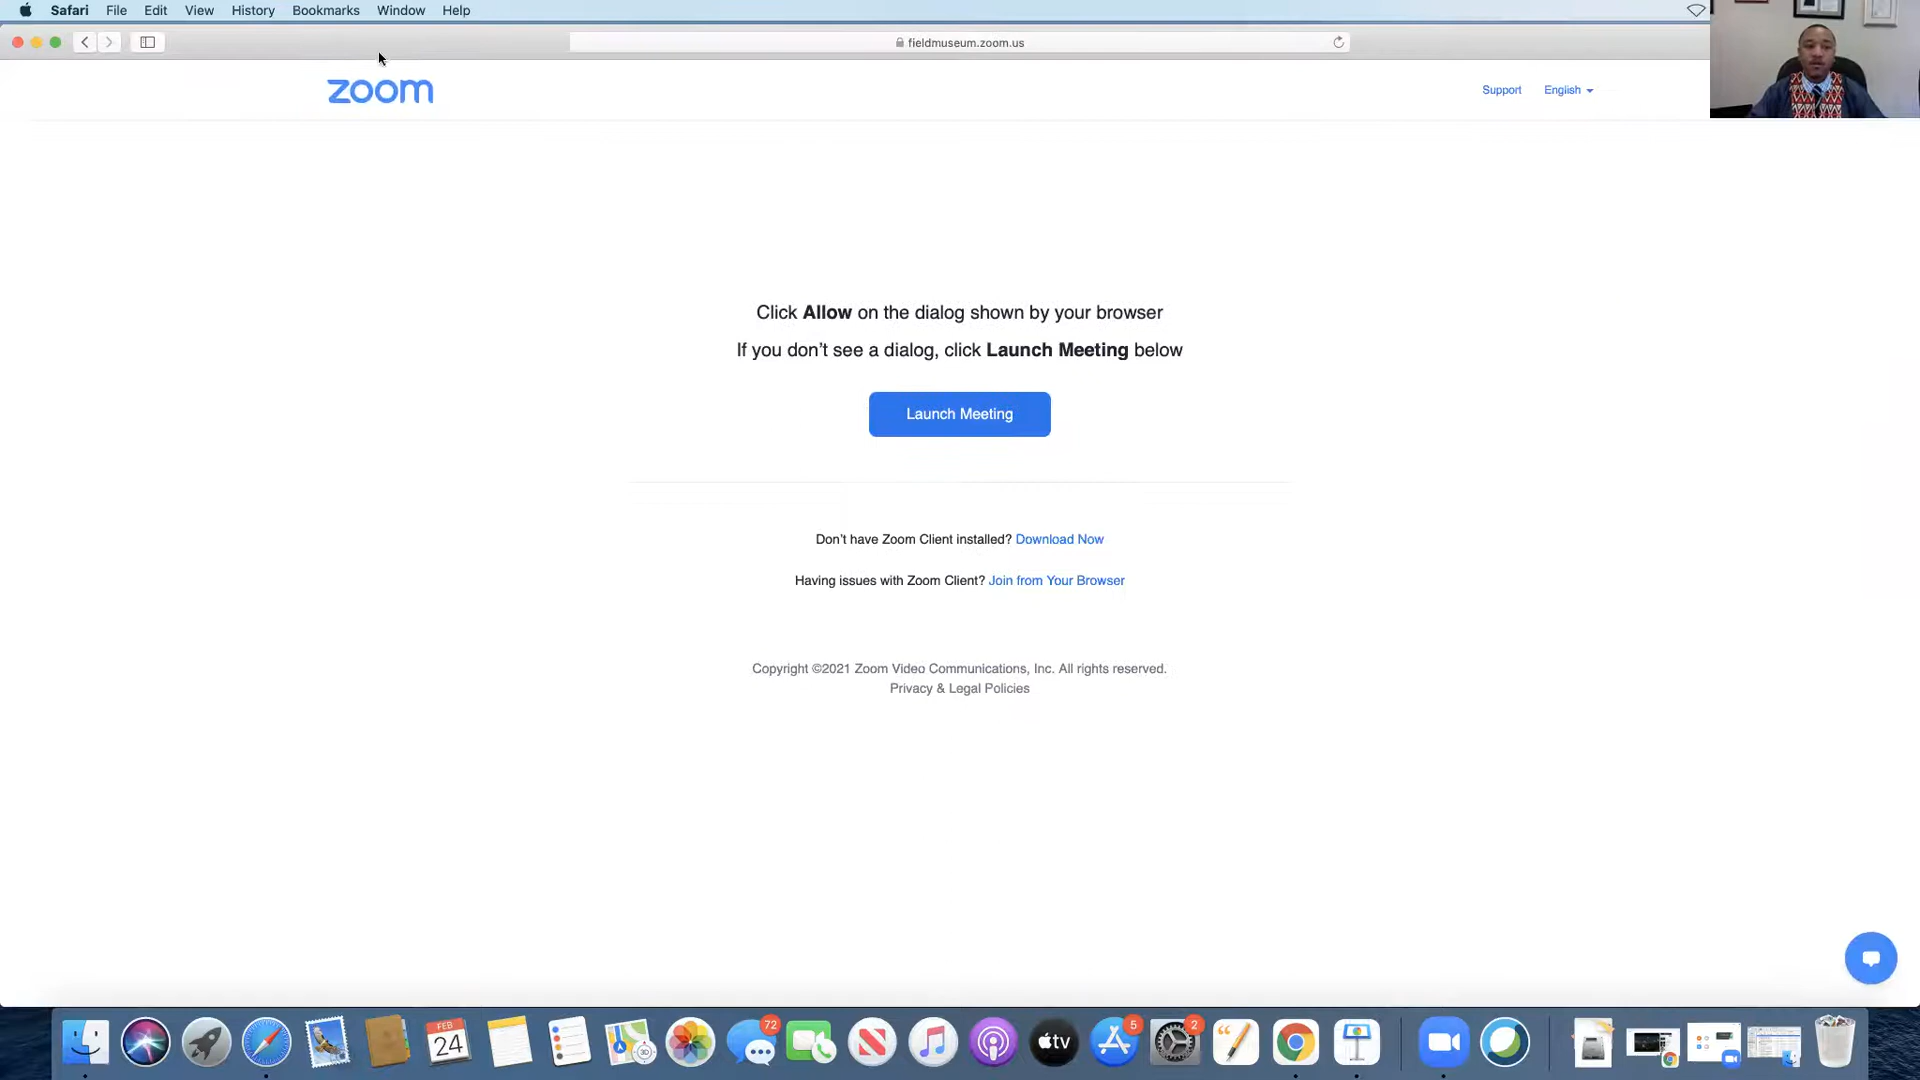 Safari File Edit View History Bookmarks Window Help
fieldmuseum.zoom.us
zoom
Support English
Click Allow on the dialog shown by your browser
If you don't see a dialog, click Launch Meeting below
Launch Meeting
Don't have Zoom Client installed? Download Now
Having issues with Zoom Client? Join from Your Browser
Copyright ©2021 Zoom Video Communications, Inc. All rights reserved.
Privacy & Legal Policies
FEB
24
3D
72
tv
5
2